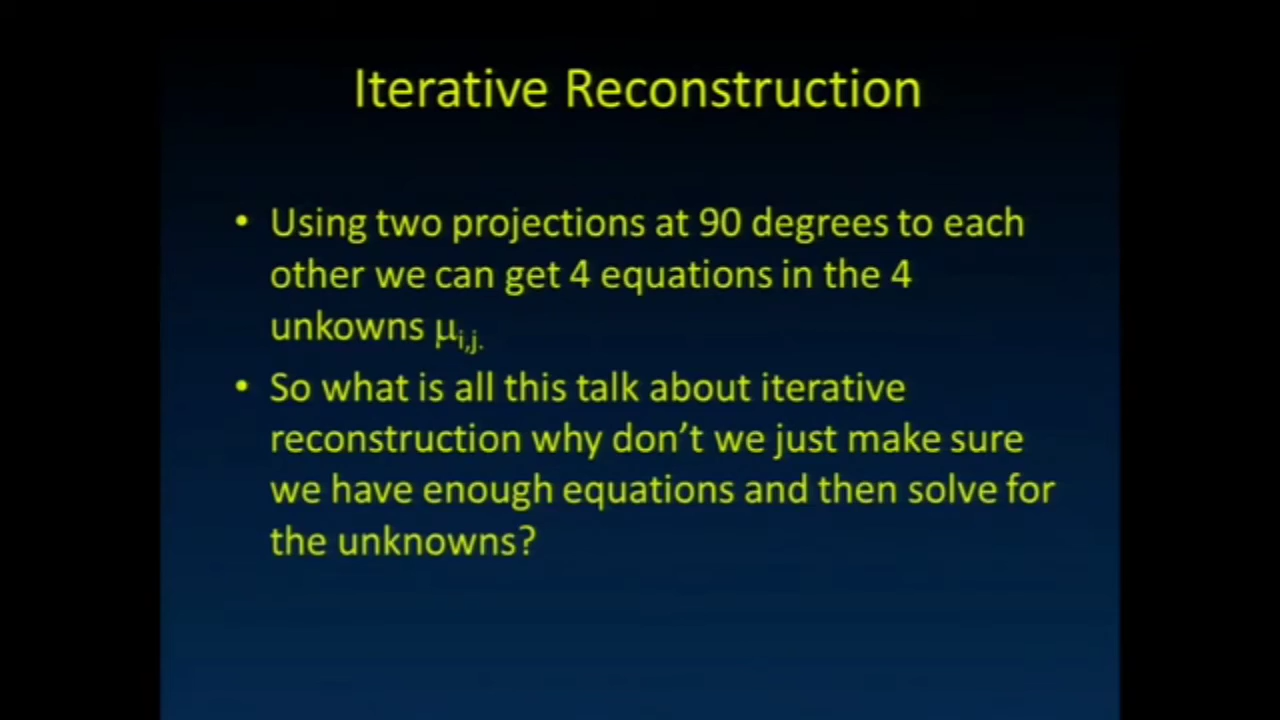 Iterative Reconstruction
• Using two projections at 90 degrees to each
other we can get 4 equations in the 4
unkowns μi,j.
• So what is all this talk about iterative
reconstruction why don’t we just make sure
we have enough equations and then solve for
the unknowns?